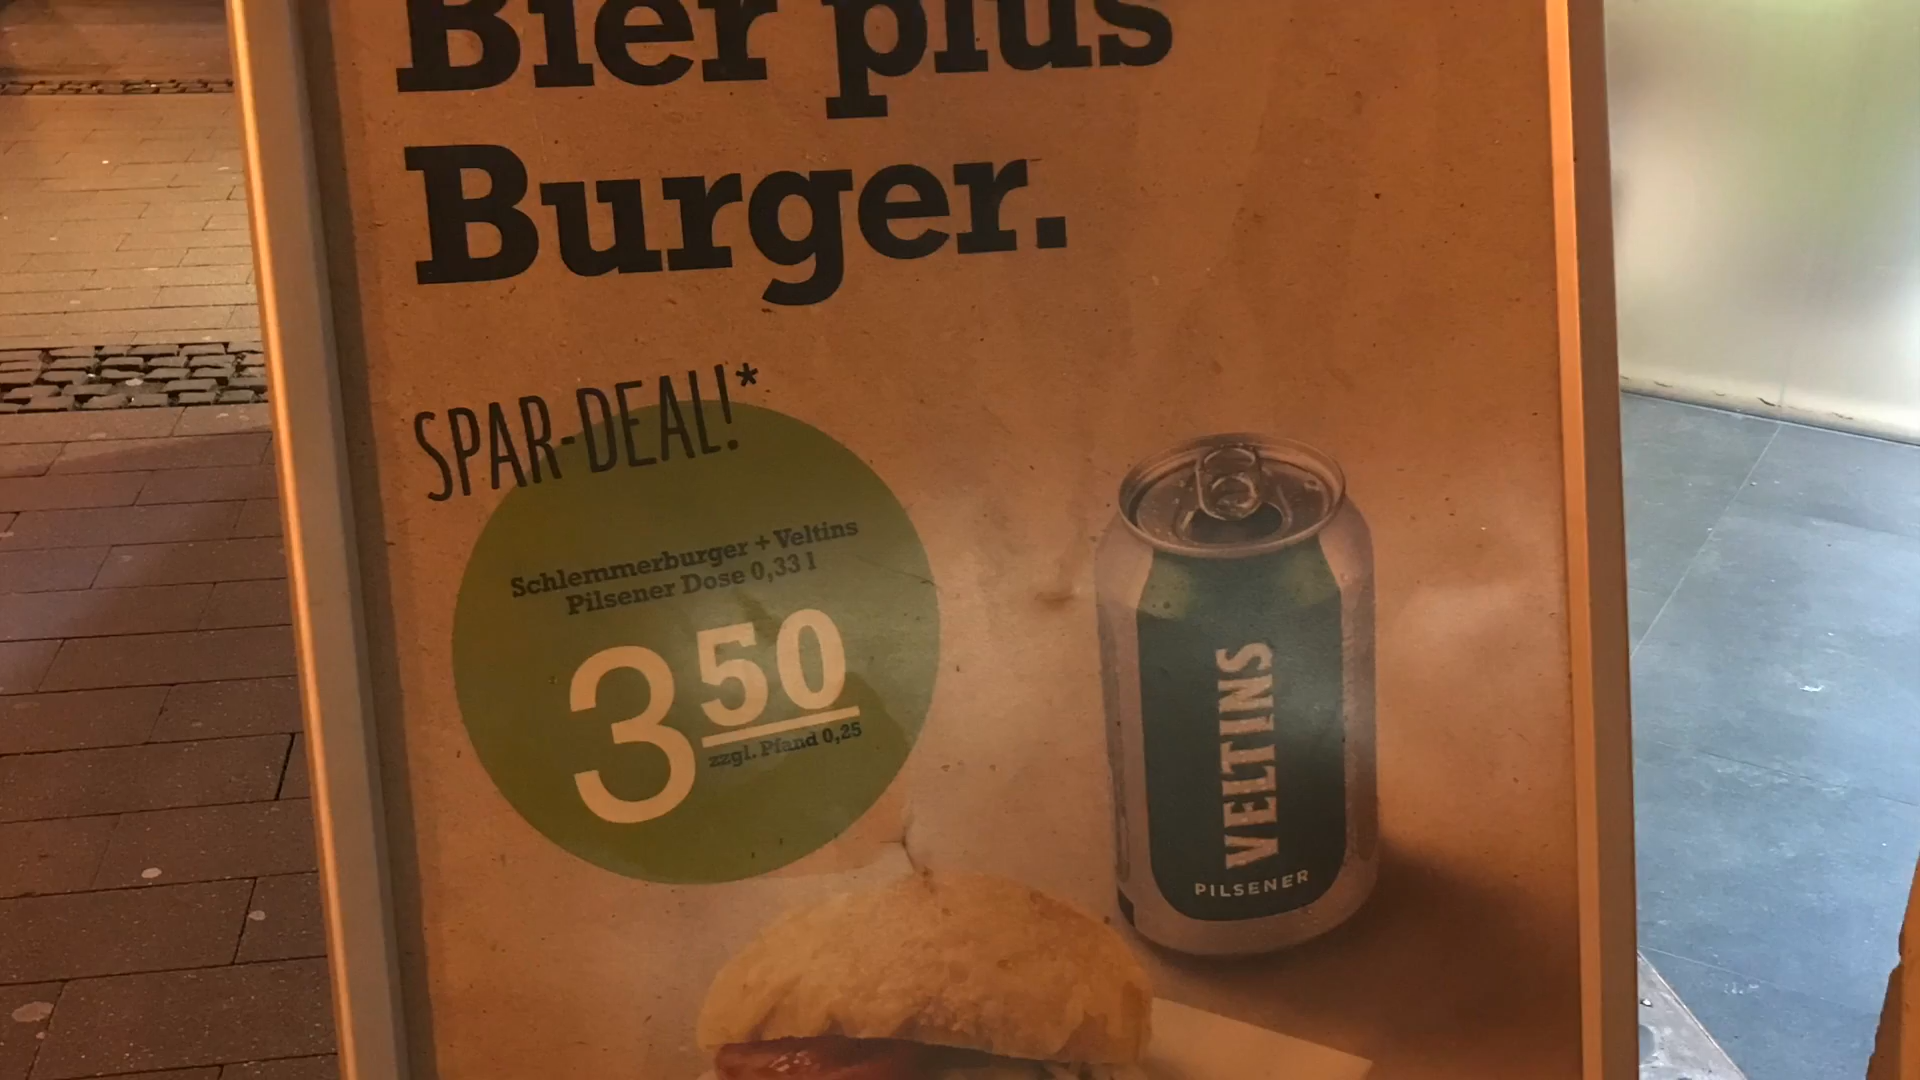 Bier plus
Burger.
SPAR-DEAL!*
Schlemmerburger + Veltins
Pilsener Dose 0,33 l
3 50
zzgl. Pfand 0,25
VELTINS
PILSENER